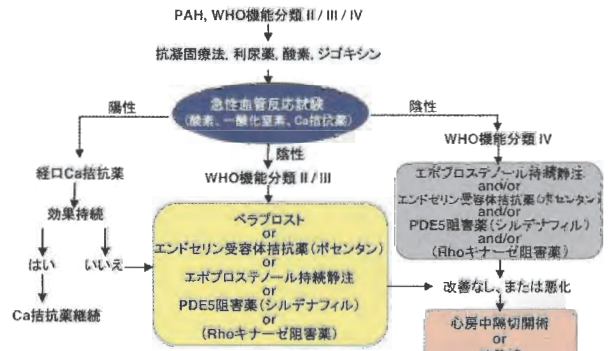 PAH, WHO機能分類 II / III / IV
抗凝固療法, 利尿薬, 酸素, ジゴキシン
急性血管反応試験
(酸素、一酸化窒素、Ca拮抗薬)
陽性
陰性
陰性
経口Ca拮抗薬
効果持続
はい
いいえ
Ca拮抗薬継続
WHO機能分類 II / III
ベラプロスト
or
エンドセリン受容体拮抗薬(ボセンタン)
or
エポプロステノール持続静注
or
PDE5阻害薬(シルデナフィル)
or
(Rhoキナーゼ阻害薬)
WHO機能分類 IV
エポプロステノール持続静注
and/or
エンドセリン受容体拮抗薬(ボセンタン)
and/or
PDE5阻害薬(シルデナフィル)
and/or
(Rhoキナーゼ阻害薬)
改善なし、または悪化
心房中隔切開術
or